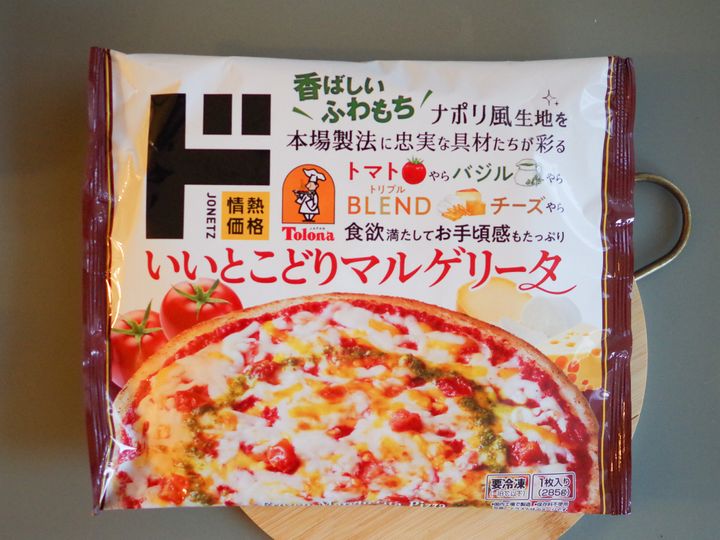 香ばしい
ふわもち
ナポリ風生地を
本場製法に忠実な具材たちが彩る
トマトやらバジルやら
トリプル
BLENDチーズやら
食欲満たしてお手頃感もたっぷり
ド
JONETZ
情熱
価格
JAPAN
Tolona
いいとこどりマルゲリータ
要冷凍
1枚入り
(285g)